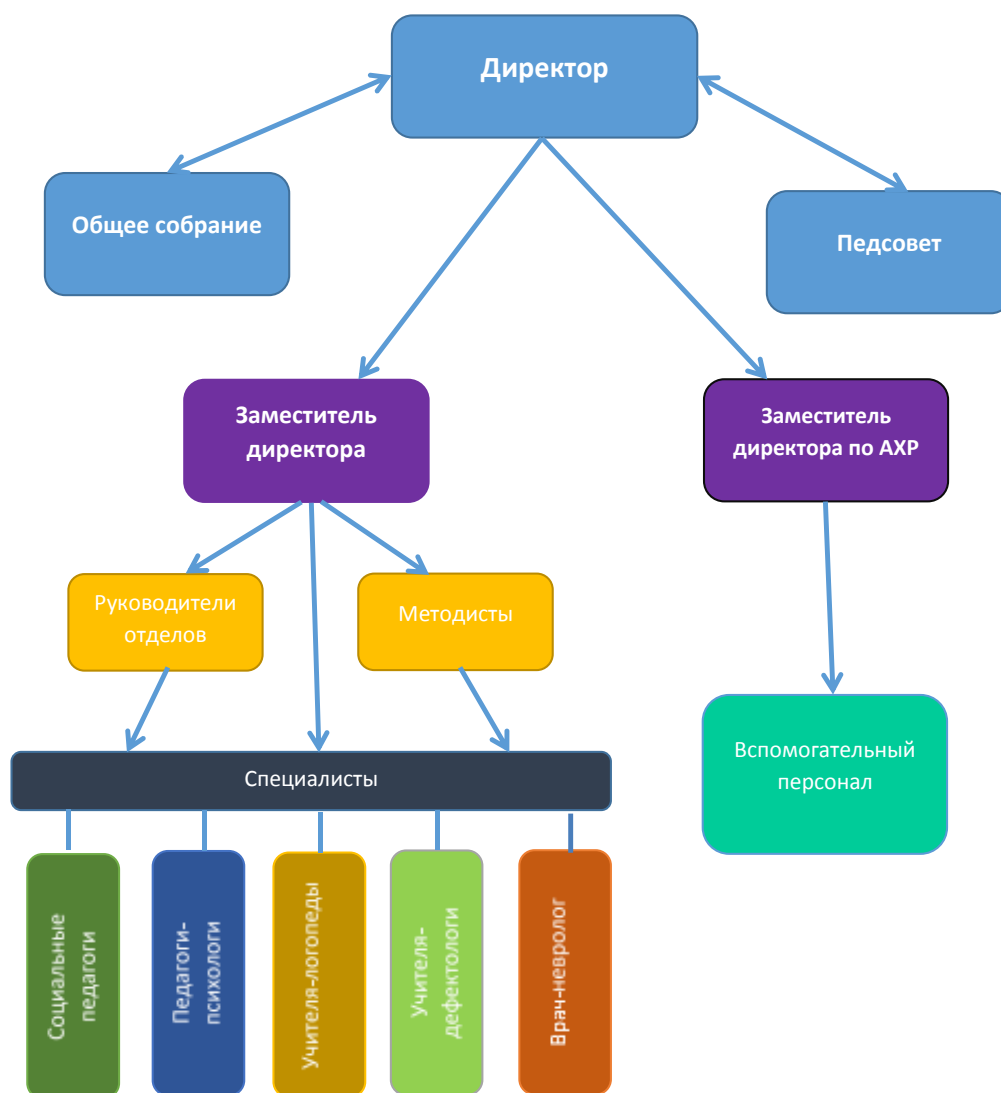 Директор
Общее собрание
Педсовет
Заместитель
директора
Заместитель
директора по АХР
Руководители
отделов
Методисты
Вспомогательный
персонал
Специалисты
Социальные
педагоги
Педагоги-
психологи
Учителя-логопеды
Учителя-
дефектологи
Врач-невролог